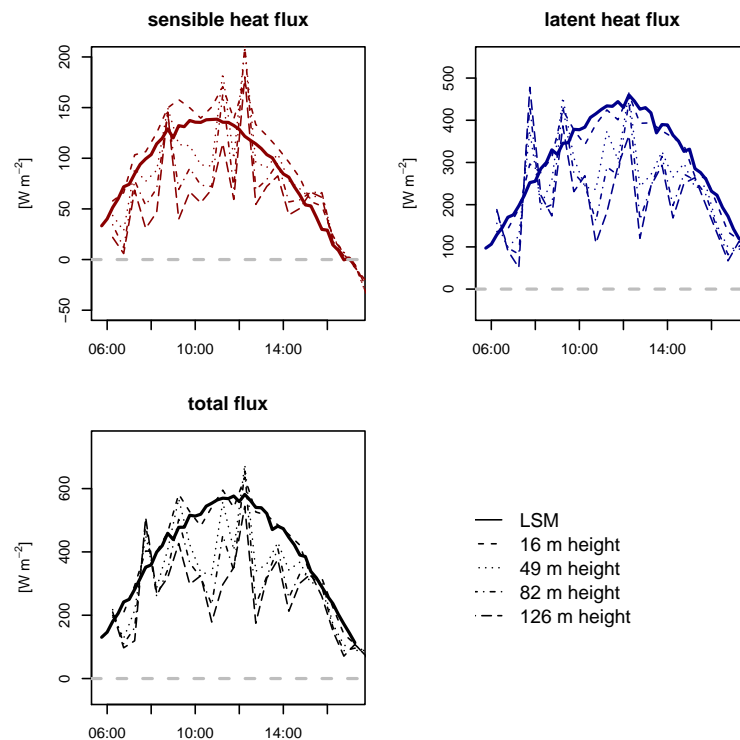 sensible heat flux
[W m−2]
200
150
100
50
0
−50
06:00 10:00 14:00
latent heat flux
[W m−2]
500
400
300
200
100
0
06:00 10:00 14:00
total flux
[W m−2]
600
400
200
0
06:00 10:00 14:00
LSM
16 m height
49 m height
82 m height
126 m height